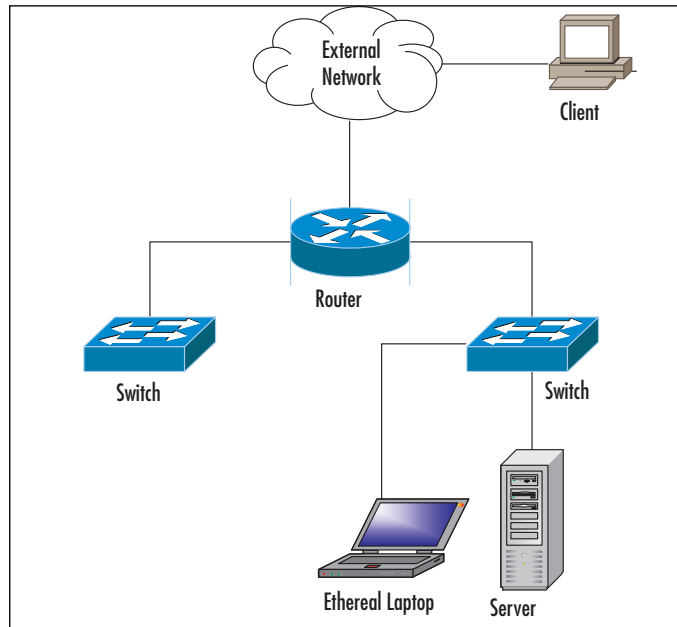 External
Network
Client
Router
Switch
Switch
Ethereal Laptop
Server